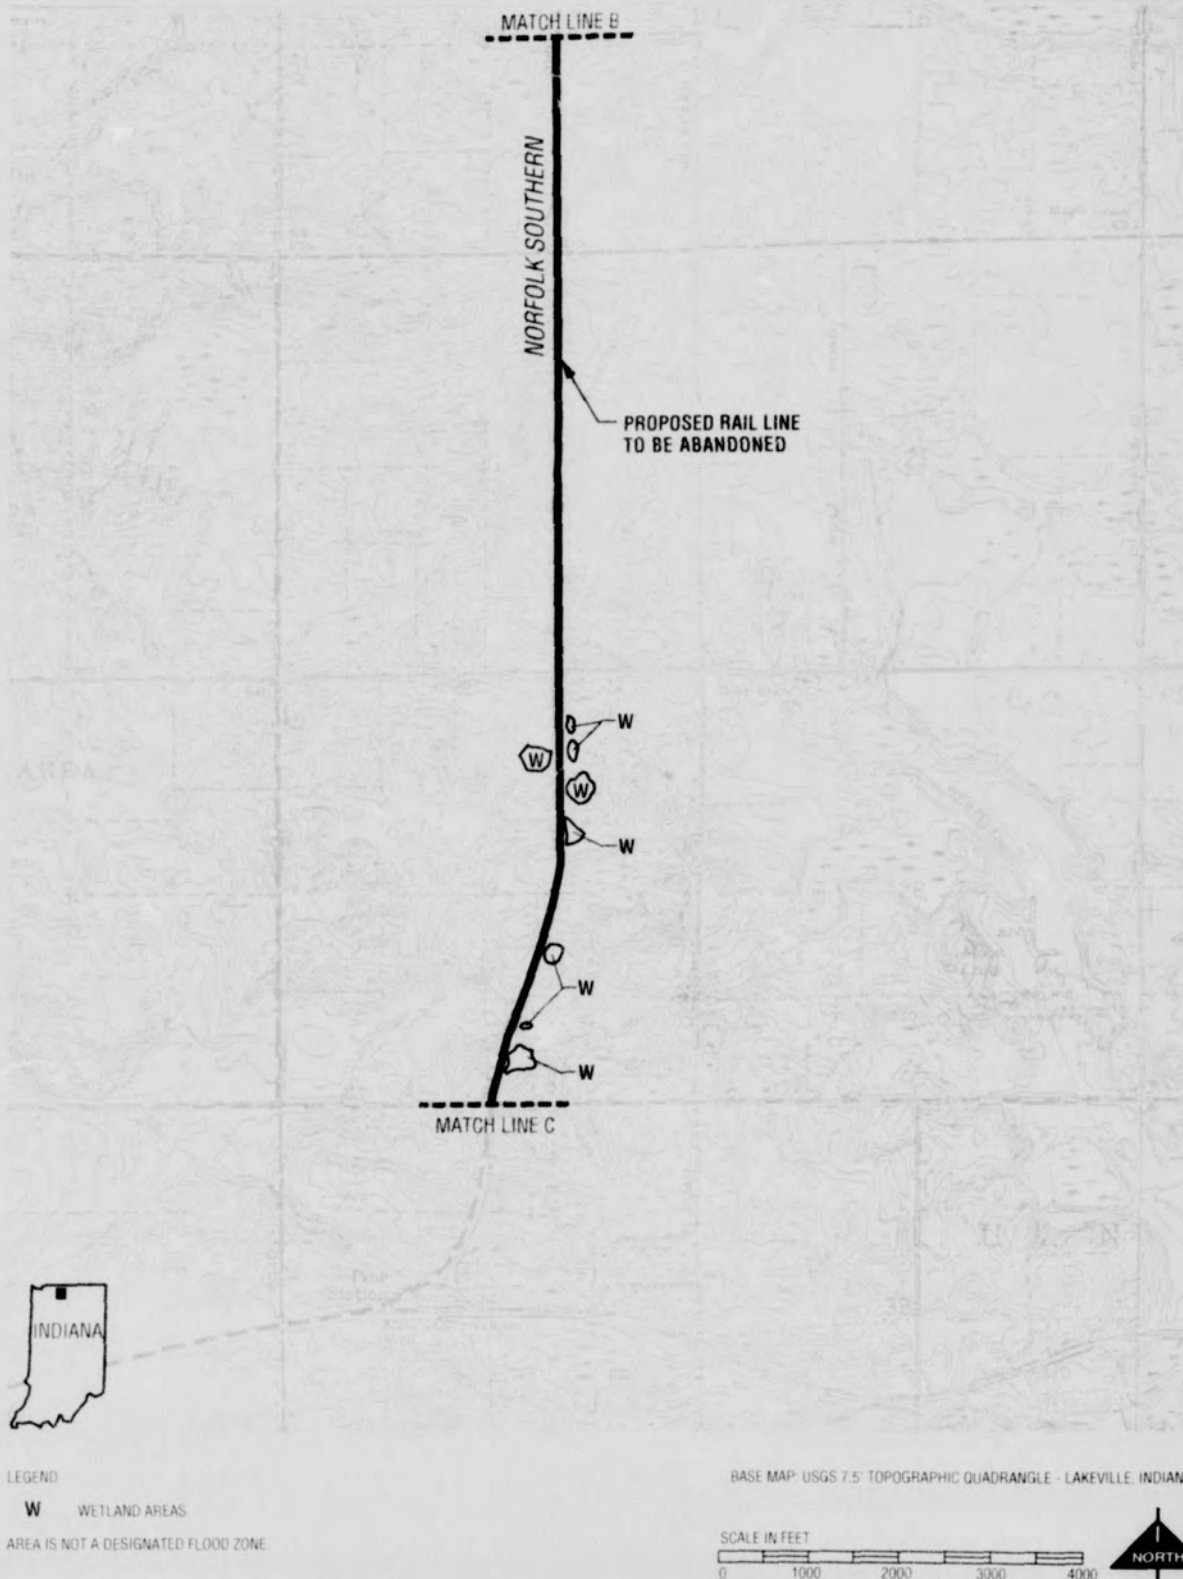 MATCH LINE B
NORFOLK SOUTHERN
PROPOSED RAIL LINE
TO BE ABANDONED
W
W
W
W
AREA
W
W
MATCH LINE C
INDIANA
LEGEND
W WETLAND AREAS
AREA IS NOT A DESIGNATED FLOOD ZONE
BASE MAP: USGS 7.5' TOPOGRAPHIC QUADRANGLE - LAKEVILLE, INDIAN
SCALE IN FEET
0 1000 2000 3000 4000
NORTH